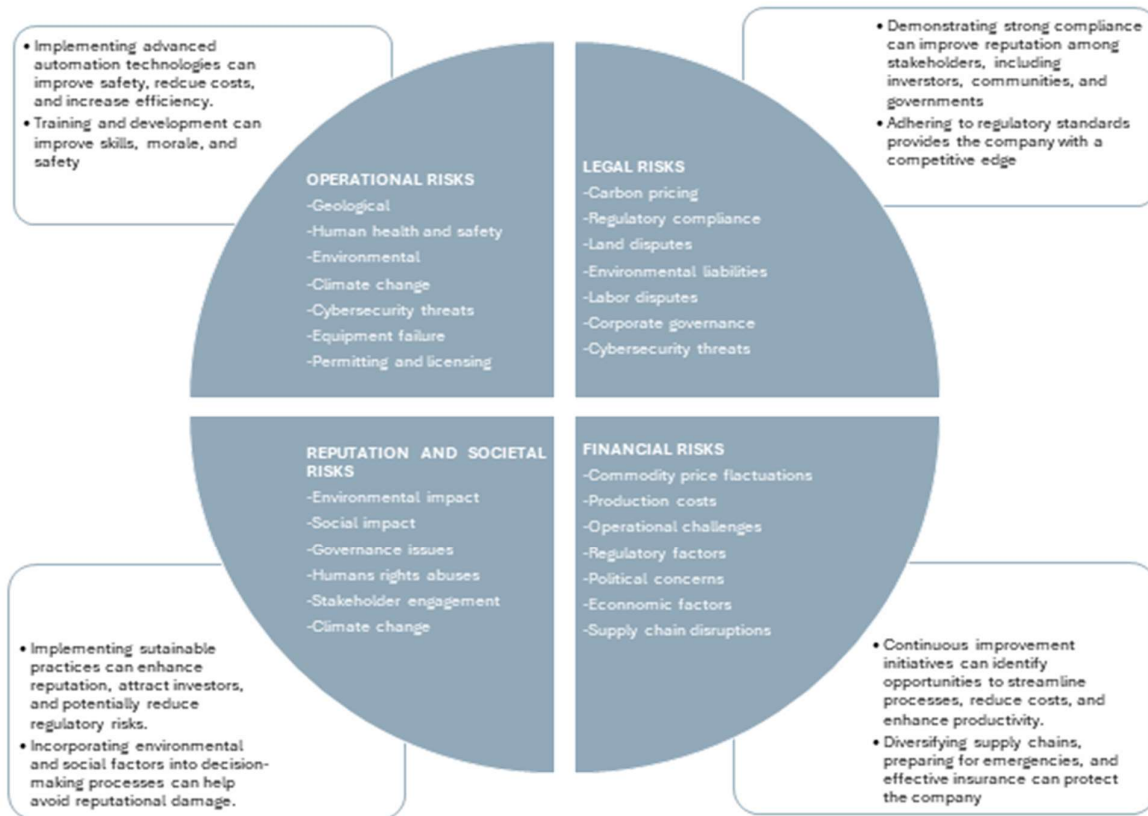 • Implementing advanced
automation technologies can
improve safety, redcue costs,
and increase efficiency.
• Training and development can
improve skills, morale, and
safety
• Demonstrating strong compliance
can improve reputation among
stakeholders, including
inverstors, communities, and
governments
• Adhering to regulatory standards
provides the company with a
competitive edge
OPERATIONAL RISKS
-Geological
-Human health and safety
-Environmental
-Climate change
-Cybersecurity threats
-Equipment failure
-Permitting and licensing
LEGAL RISKS
-Carbon pricing
-Regulatory compliance
-Land disputes
-Environmental liabilities
-Labor disputes
-Corporate governance
-Cybersecurity threats
REPUTATION AND SOCIETAL
RISKS
-Environmental impact
-Social impact
-Governance issues
-Humans rights abuses
-Stakeholder engagement
-Climate change
FINANCIAL RISKS
-Commodity price flactuations
-Production costs
-Operational challenges
-Regulatory factors
-Political concerns
-Econnomic factors
-Supply chain disruptions
• Implementing sutainable
practices can enhance
reputation, attract investors,
and potentially reduce
regulatory risks.
• Incorporating environmental
and social factors into decision-
making processes can help
avoid reputational damage.
• Continuous improvement
initiatives can identify
opportunities to streamline
processes, reduce costs, and
enhance productivity.
• Diversifying supply chains,
preparing for emergencies, and
effective insurance can protect
the company